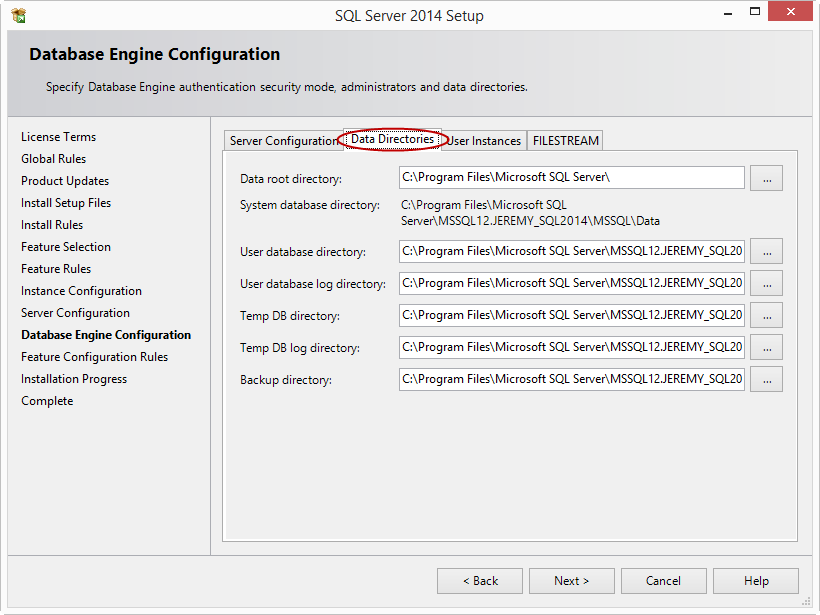 SQL Server 2014 Setup
Database Engine Configuration
Specify Database Engine authentication security mode, administrators and data directories.
License Terms
Global Rules
Product Updates
Install Setup Files
Install Rules
Feature Selection
Feature Rules
Instance Configuration
Server Configuration
Database Engine Configuration
Feature Configuration Rules
Installation Progress
Complete
Server Configuration Data Directories User Instances FILESTREAM
Data root directory: C:\Program Files\Microsoft SQL Server\ ...
System database directory: C:\Program Files\Microsoft SQL
Server\MSSQL12.JEREMY_SQL2014\MSSQL\Data
User database directory: C:\Program Files\Microsoft SQL Server\MSSQL12.JEREMY_SQL20 ...
User database log directory: C:\Program Files\Microsoft SQL Server\MSSQL12.JEREMY_SQL20 ...
Temp DB directory: C:\Program Files\Microsoft SQL Server\MSSQL12.JEREMY_SQL20 ...
Temp DB log directory: C:\Program Files\Microsoft SQL Server\MSSQL12.JEREMY_SQL20 ...
Backup directory: C:\Program Files\Microsoft SQL Server\MSSQL12.JEREMY_SQL20 ...
< Back Next > Cancel Help